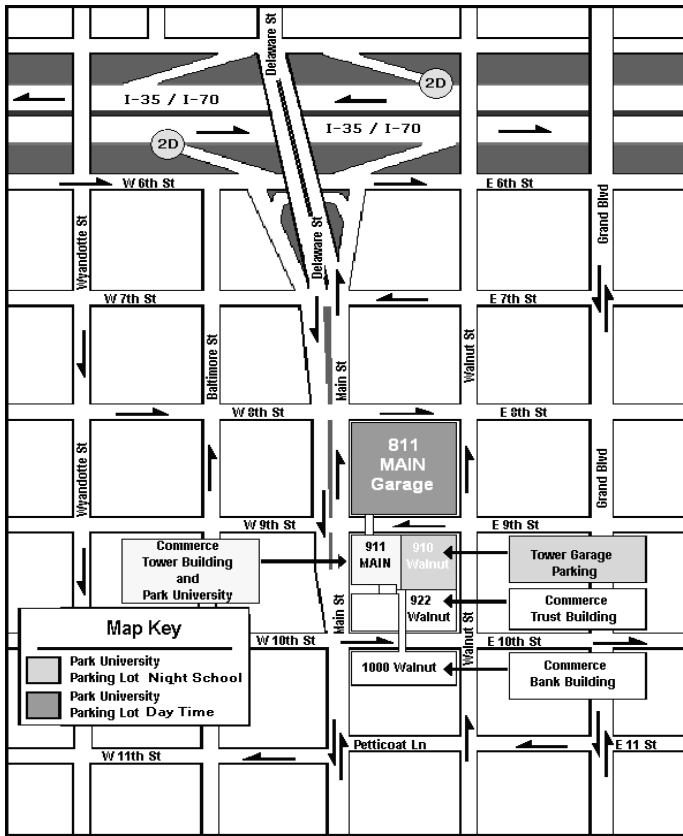 Delaware St
2D
I-35 / I-70
2D
I-35 / I-70
W 6th St
E 6th St
Wyandotte St
Delaware St
Grand Blvd
W 7th St
E 7th St
Baltimore St
Main St
Walnut St
W 8th St
E 8th St
811
MAIN
Garage
Wyandotte St
Grand Blvd
W 9th St
E 9th St
Commerce
Tower Building
and
Park University
911
MAIN
910
Walnut
Tower Garage
Parking
922
Walnut
Commerce
Trust Building
Main St
Walnut St
W 10th St
E 10th St
1000 Walnut
Commerce
Bank Building
Map Key
Park University
Parking Lot Night School
Park University
Parking Lot Day Time
W 11th St
Petticoat Ln
E 11 St